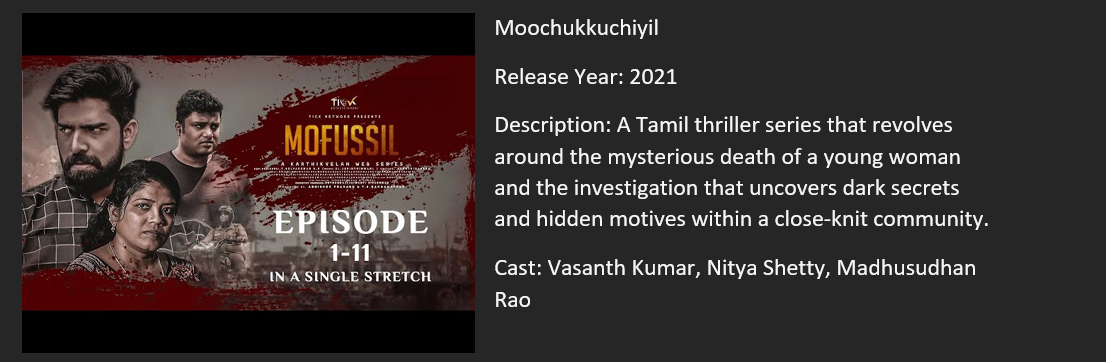 Tick
ENTERTAINMENT
TICK NETWORK PRESENTS
MOFUSSIL
A KARTHIKVELAN WEB SERIES
EPISODE
1-11
IN A SINGLE STRETCH
Moochukkuchiyil
Release Year: 2021
Description: A Tamil thriller series that revolves
around the mysterious death of a young woman
and the investigation that uncovers dark secrets
and hidden motives within a close-knit community.
Cast: Vasanth Kumar, Nitya Shetty, Madhusudhan
Rao